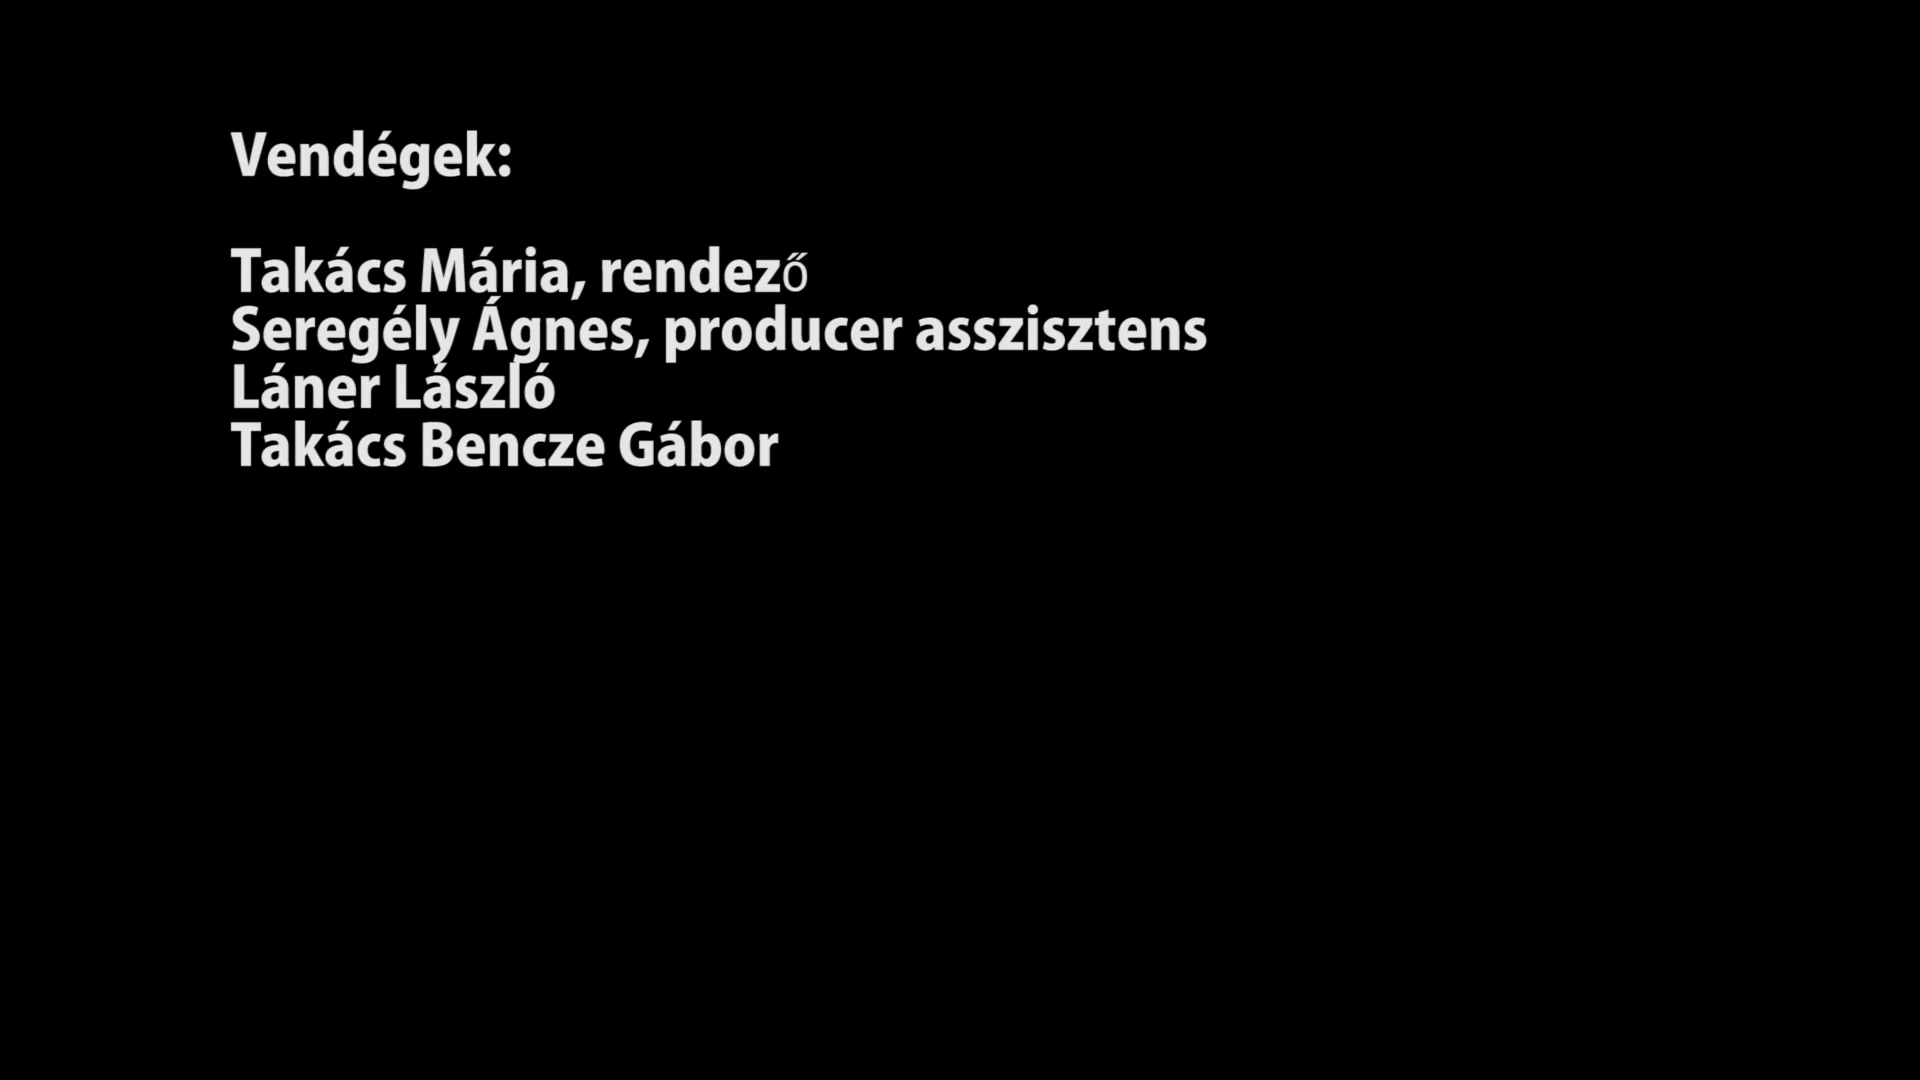 Vendégek:
Takács Mária, rendező
Seregély Ágnes, producer asszisztens
Láner László
Takács Bencze Gábor